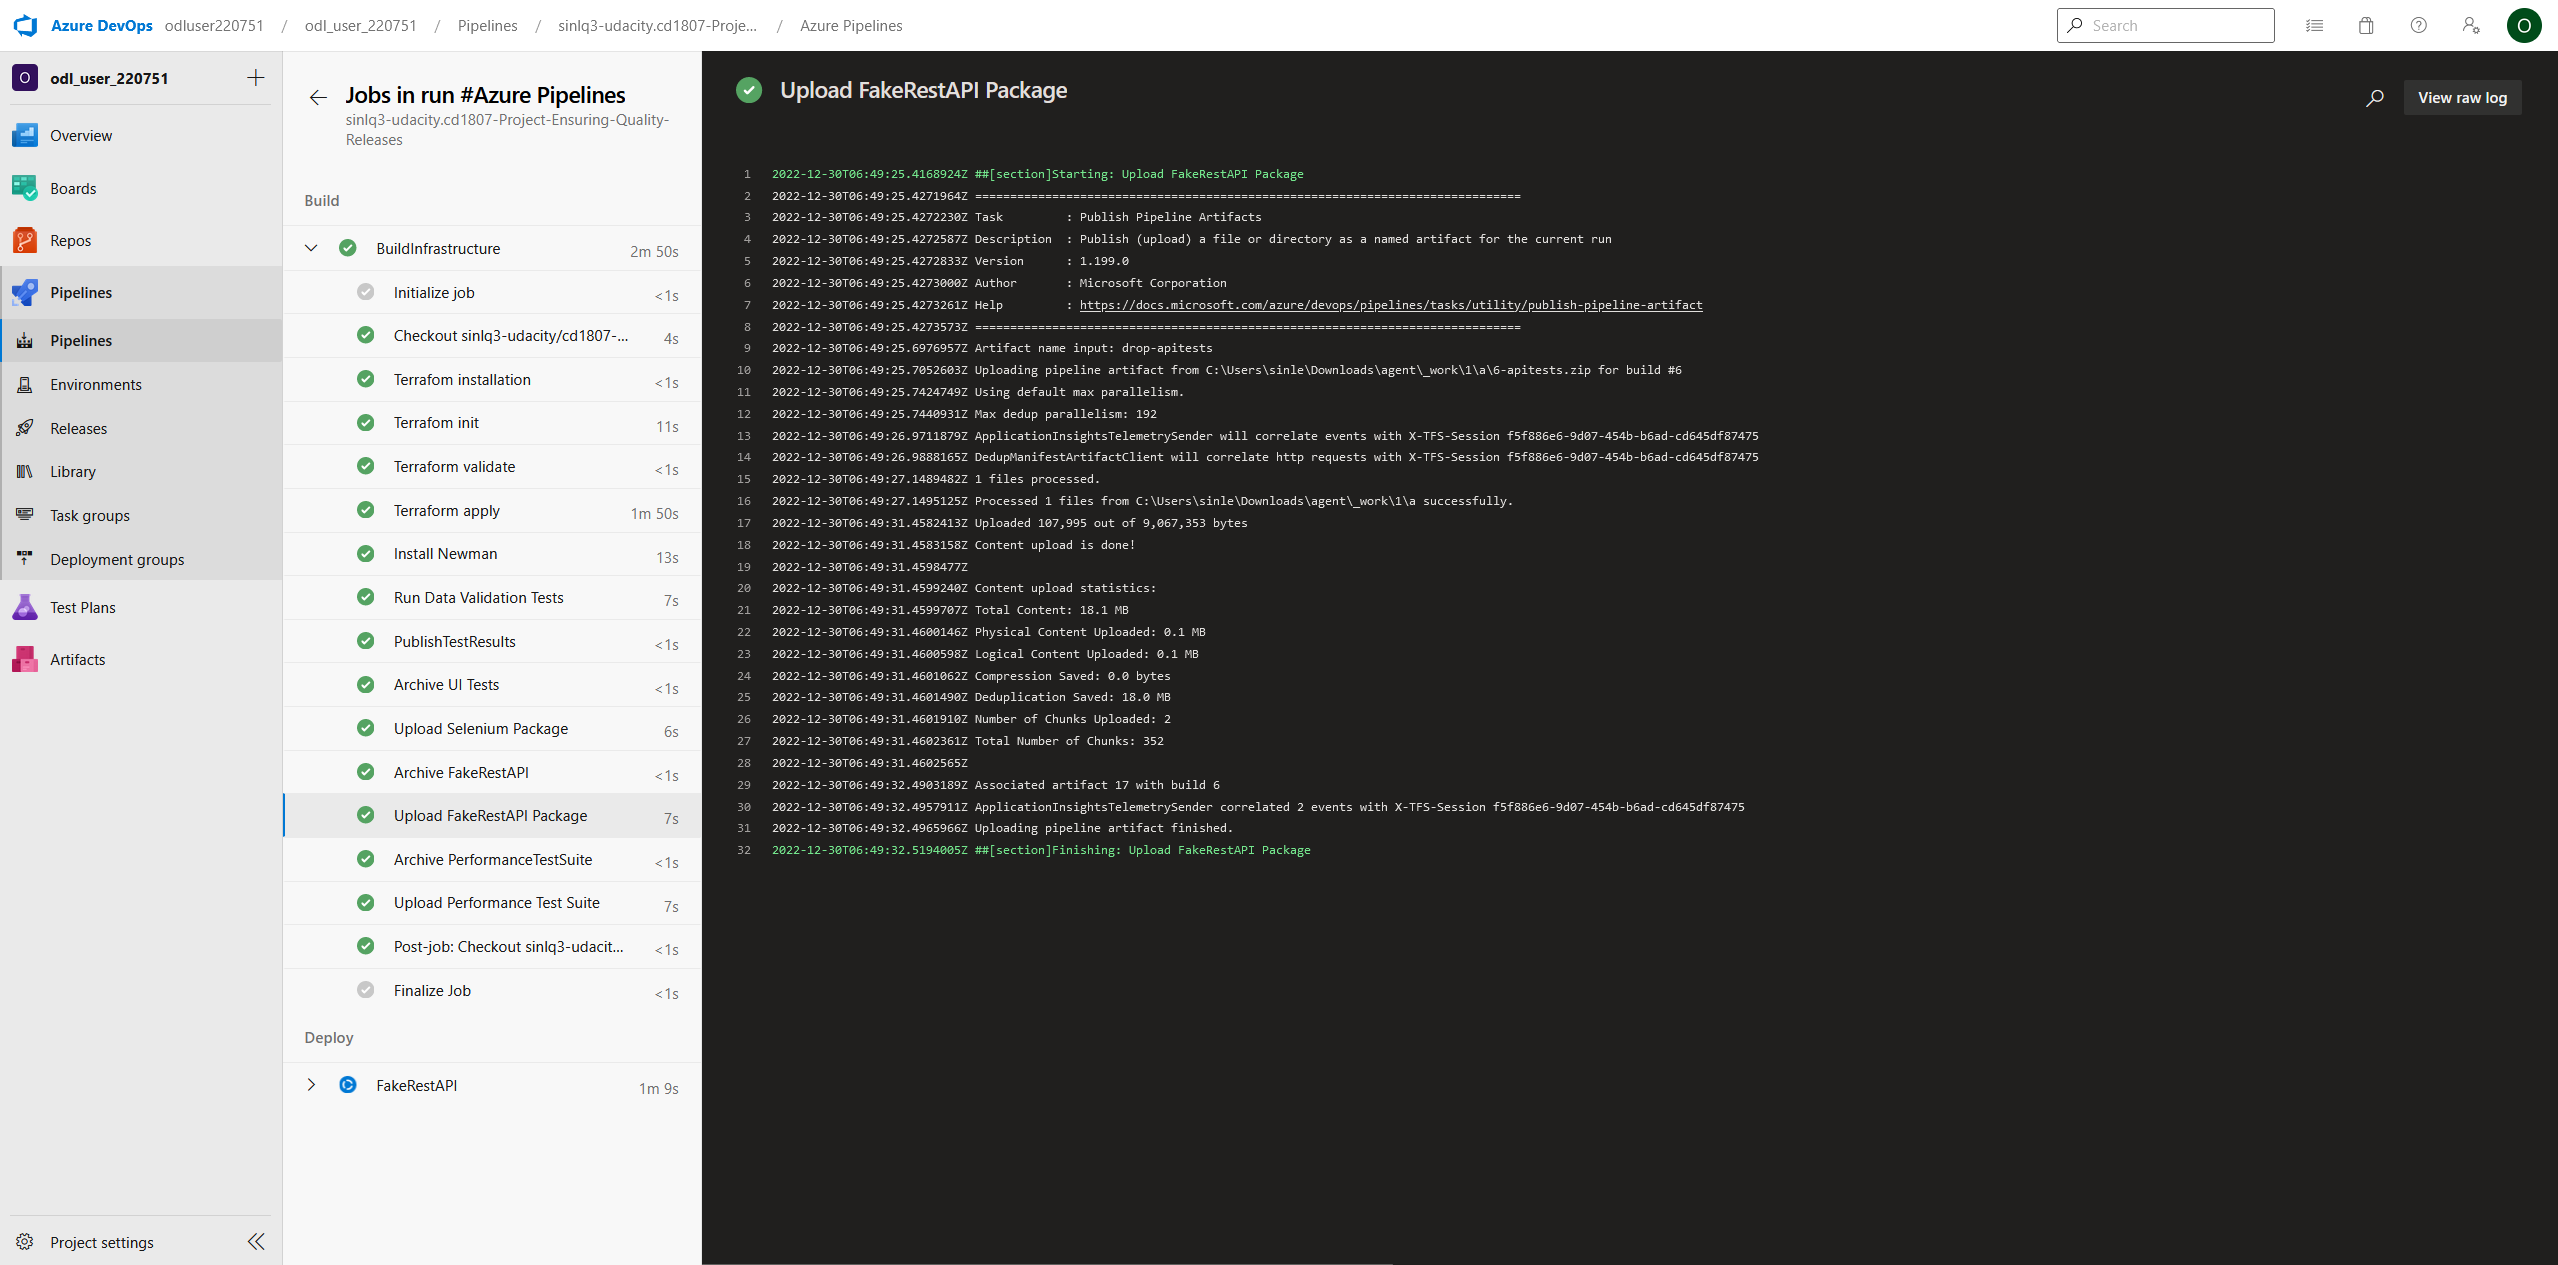 Azure DevOps odluser220751 / odl_user_220751 / Pipelines / sinlq3-udacity.cd1807-Proje... / Azure Pipelines
Search
O
O odl_user_220751
Overview
Boards
Repos
Pipelines
Pipelines
Environments
Releases
Library
Task groups
Deployment groups
Test Plans
Artifacts
Project settings
Jobs in run #Azure Pipelines
sinlq3-udacity.cd1807-Project-Ensuring-Quality-
Releases
Build
BuildInfrastructure 2m 50s
Initialize job <1s
Checkout sinlq3-udacity/cd1807-... 4s
Terrafom installation <1s
Terrafom init 11s
Terraform validate <1s
Terraform apply 1m 50s
Install Newman 13s
Run Data Validation Tests 7s
PublishTestResults <1s
Archive UI Tests <1s
Upload Selenium Package 6s
Archive FakeRestAPI <1s
Upload FakeRestAPI Package 7s
Archive PerformanceTestSuite <1s
Upload Performance Test Suite 7s
Post-job: Checkout sinlq3-udacit... <1s
Finalize Job <1s
Deploy
FakeRestAPI 1m 9s
Upload FakeRestAPI Package
View raw log
1 2022-12-30T06:49:25.4168924Z ##[section]Starting: Upload FakeRestAPI Package
2 2022-12-30T06:49:25.4271964Z ==============================================================================
3 2022-12-30T06:49:25.4272230Z Task : Publish Pipeline Artifacts
4 2022-12-30T06:49:25.4272587Z Description : Publish (upload) a file or directory as a named artifact for the current run
5 2022-12-30T06:49:25.4272833Z Version : 1.199.0
6 2022-12-30T06:49:25.4273000Z Author : Microsoft Corporation
7 2022-12-30T06:49:25.4273261Z Help : https://docs.microsoft.com/azure/devops/pipelines/tasks/utility/publish-pipeline-artifact
8 2022-12-30T06:49:25.4273573Z ==============================================================================
9 2022-12-30T06:49:25.6976957Z Artifact name input: drop-apitests
10 2022-12-30T06:49:25.7052603Z Uploading pipeline artifact from C:\Users\sinle\Downloads\agent\_work\1\a\6-apitests.zip for build #6
11 2022-12-30T06:49:25.7424749Z Using default max parallelism.
12 2022-12-30T06:49:25.7440931Z Max dedup parallelism: 192
13 2022-12-30T06:49:26.9711879Z ApplicationInsightsTelemetrySender will correlate events with X-TFS-Session f5f886e6-9d07-454b-b6ad-cd645df87475
14 2022-12-30T06:49:26.9888165Z DedupManifestArtifactClient will correlate http requests with X-TFS-Session f5f886e6-9d07-454b-b6ad-cd645df87475
15 2022-12-30T06:49:27.1489482Z 1 files processed.
16 2022-12-30T06:49:27.1495125Z Processed 1 files from C:\Users\sinle\Downloads\agent\_work\1\a successfully.
17 2022-12-30T06:49:31.4582413Z Uploaded 107,995 out of 9,067,353 bytes
18 2022-12-30T06:49:31.4583158Z Content upload is done!
19 2022-12-30T06:49:31.4598477Z
20 2022-12-30T06:49:31.4599240Z Content upload statistics:
21 2022-12-30T06:49:31.4599707Z Total Content: 18.1 MB
22 2022-12-30T06:49:31.4600146Z Physical Content Uploaded: 0.1 MB
23 2022-12-30T06:49:31.4600598Z Logical Content Uploaded: 0.1 MB
24 2022-12-30T06:49:31.4601062Z Compression Saved: 0.0 bytes
25 2022-12-30T06:49:31.4601490Z Deduplication Saved: 18.0 MB
26 2022-12-30T06:49:31.4601910Z Number of Chunks Uploaded: 2
27 2022-12-30T06:49:31.4602361Z Total Number of Chunks: 352
28 2022-12-30T06:49:31.4602565Z
29 2022-12-30T06:49:32.4903189Z Associated artifact 17 with build 6
30 2022-12-30T06:49:32.4957911Z ApplicationInsightsTelemetrySender correlated 2 events with X-TFS-Session f5f886e6-9d07-454b-b6ad-cd645df87475
31 2022-12-30T06:49:32.4965966Z Uploading pipeline artifact finished.
32 2022-12-30T06:49:32.5194005Z ##[section]Finishing: Upload FakeRestAPI Package